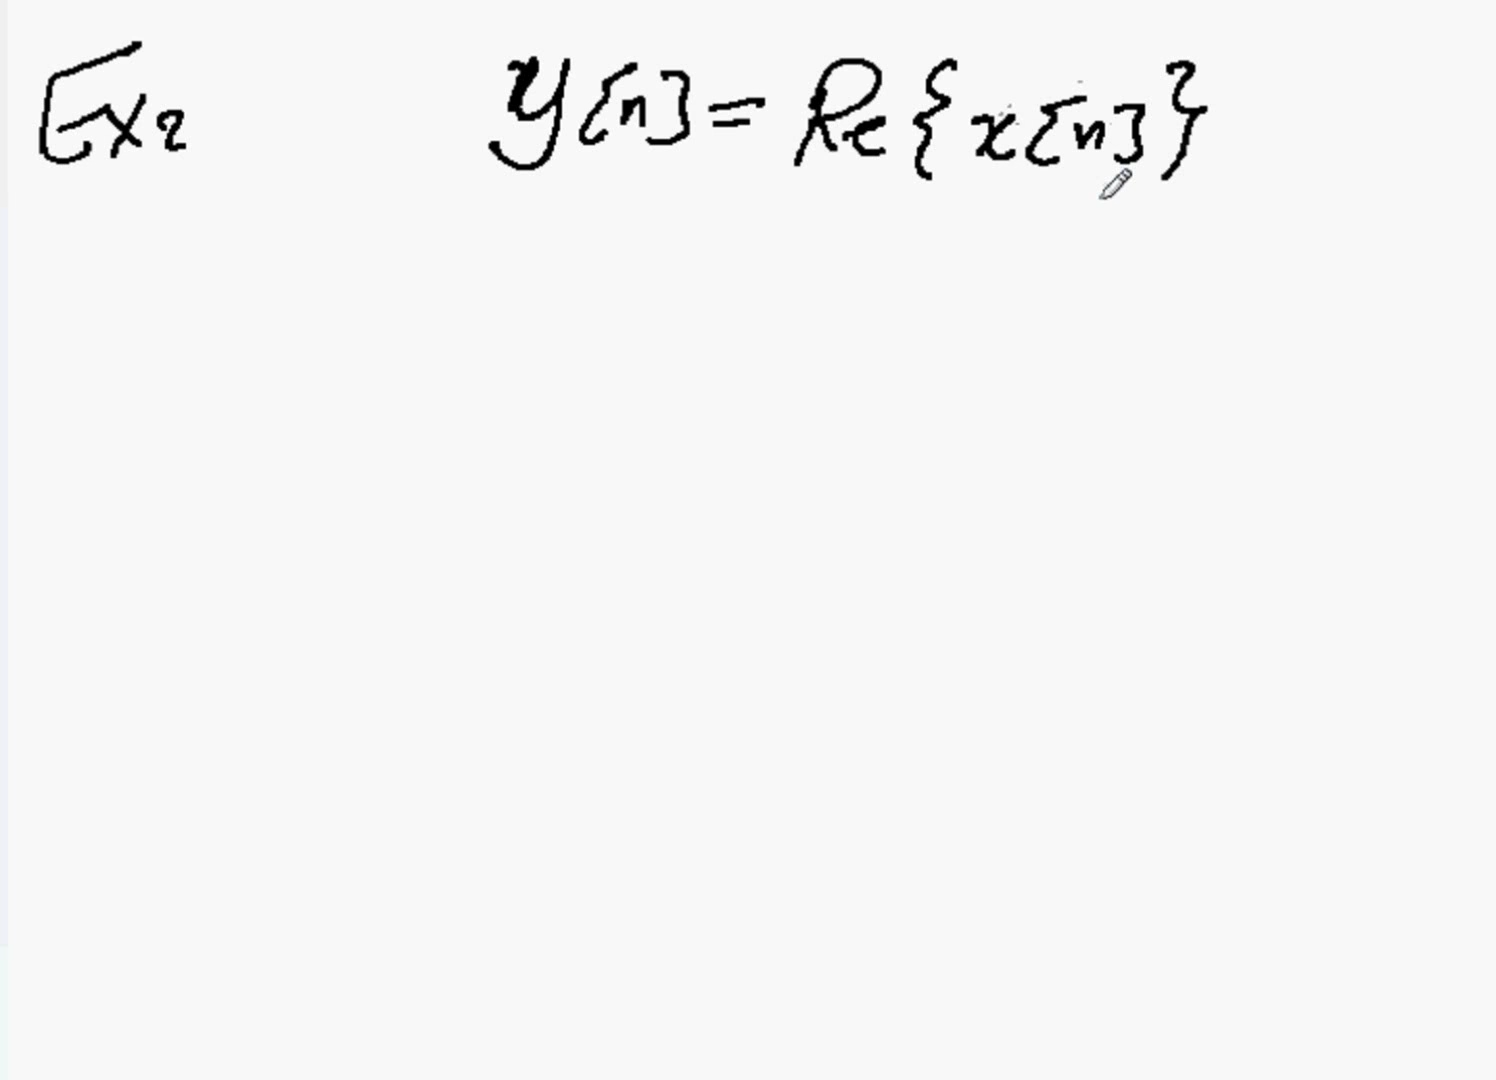 Ex2 y[n] = Re{x[n]}